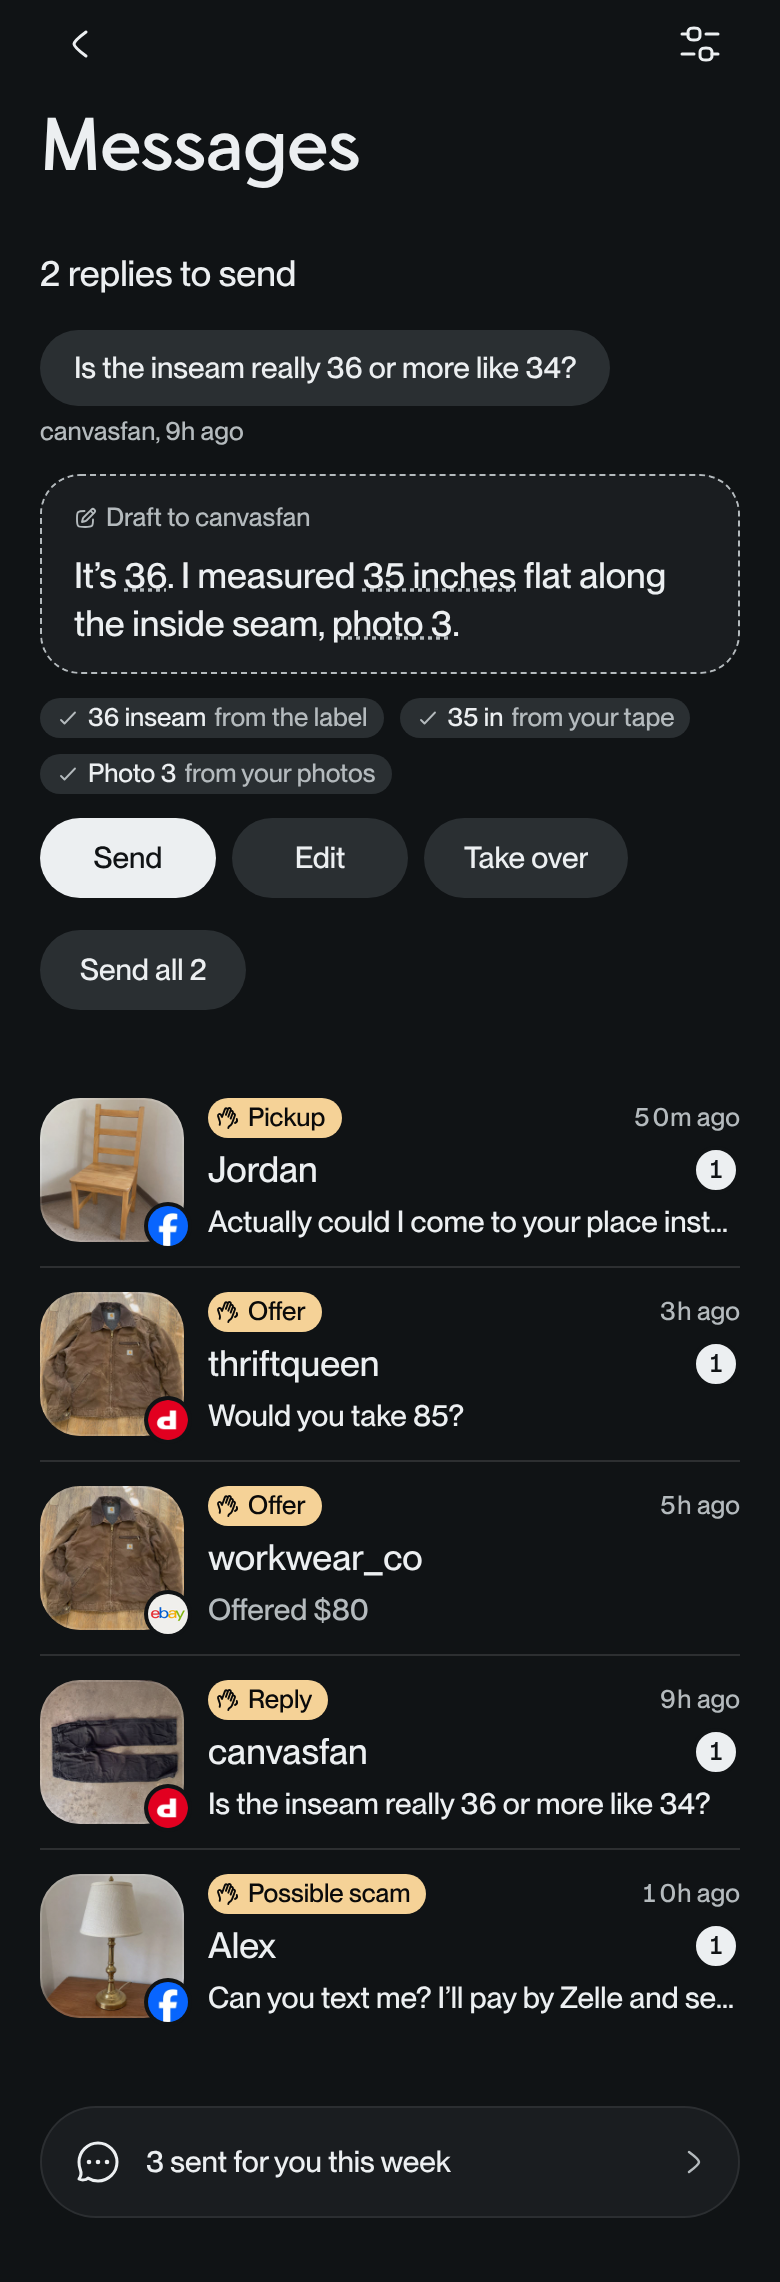 Messages
2 replies to send
Is the inseam really 36 or more like 34?
canvasfan, 9h ago
Draft to canvasfan
It’s 36. I measured 35 inches flat along
the inside seam, photo 3.
36 inseam from the label
35 in from your tape
Photo 3 from your photos
Send
Edit
Take over
Send all 2
Pickup
50m ago
Jordan
1
Actually could I come to your place inst...
Offer
3h ago
thriftqueen
1
Would you take 85?
Offer
5h ago
workwear_co
Offered $80
ebay
Reply
9h ago
canvasfan
1
Is the inseam really 36 or more like 34?
Possible scam
10h ago
Alex
1
Can you text me? I’ll pay by Zelle and se...
3 sent for you this week